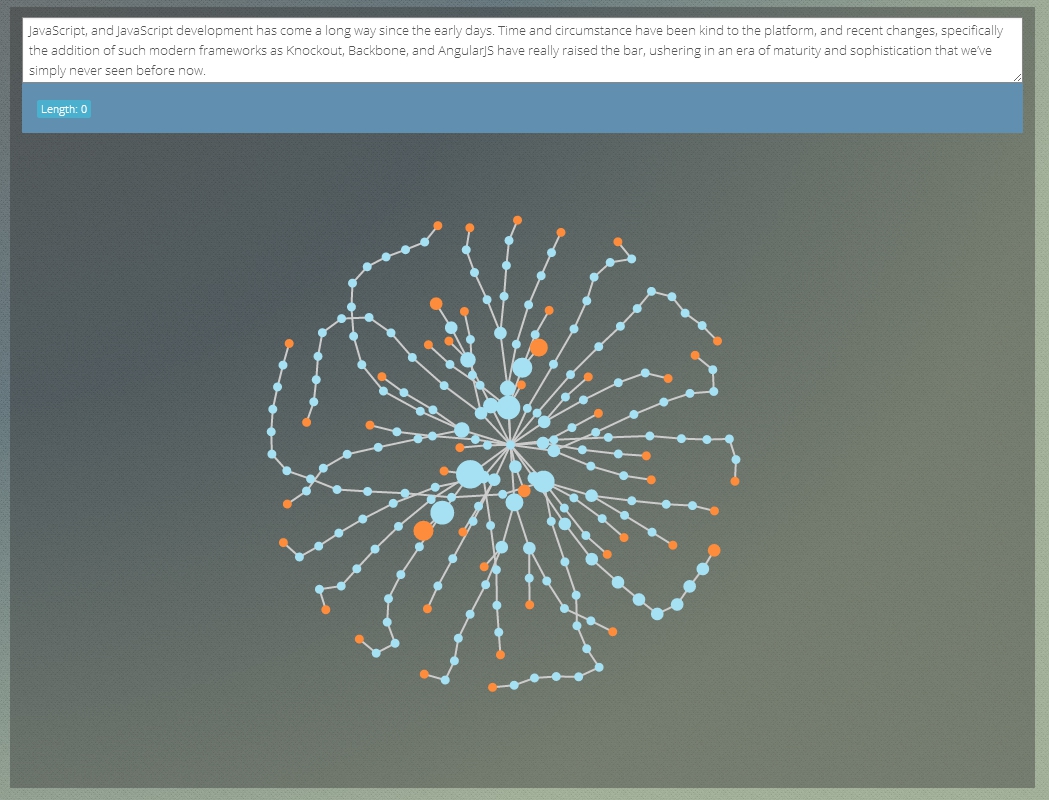 JavaScript, and JavaScript development has come a long way since the early days. Time and circumstance have been kind to the platform, and recent changes, specifically
the addition of such modern frameworks as Knockout, Backbone, and AngularJS have really raised the bar, ushering in an era of maturity and sophistication that we've
simply never seen before now.
Length: 0